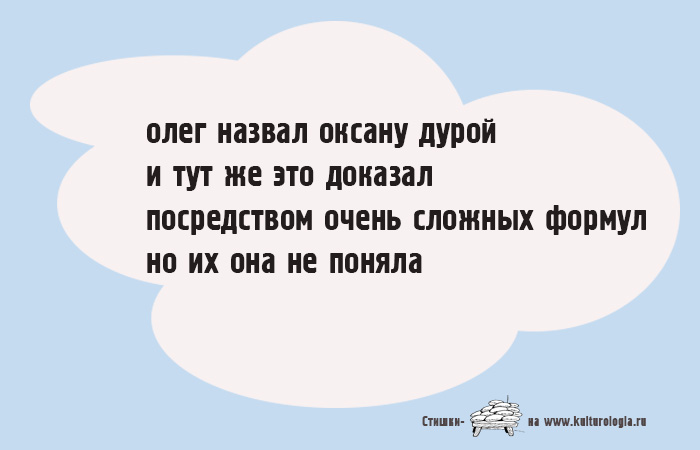 олег назвал оксану дурой
и тут же это доказал
посредством очень сложных формул
но их она не поняла
Стишки- на www.kulturologia.ru